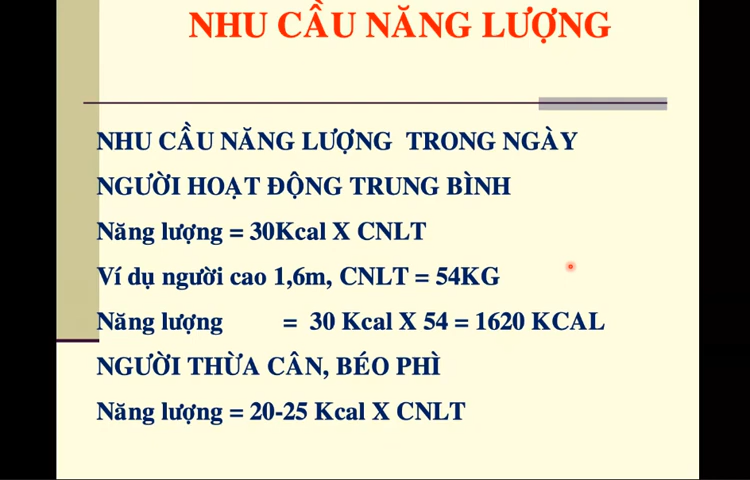 NHU CẦU NĂNG LƯỢNG
NHU CẦU NĂNG LƯỢNG TRONG NGÀY
NGƯỜI HOẠT ĐỘNG TRUNG BÌNH
Năng lượng = 30Kcal X CNLT
Ví dụ người cao 1,6m, CNLT = 54KG
Năng lượng = 30 Kcal X 54 = 1620 KCAL
NGƯỜI THỪA CÂN, BÉO PHÌ
Năng lượng = 20-25 Kcal X CNLT